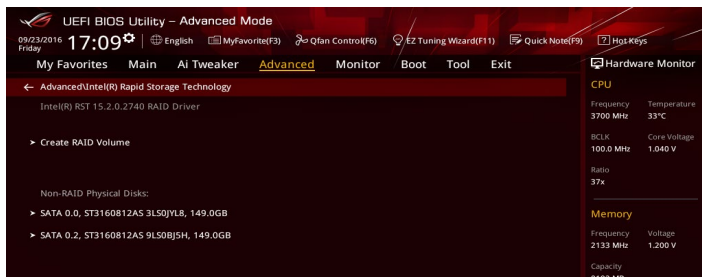 UEFI BIOS Utility – Advanced Mode
09/23/2016 Friday 17:09 English MyFavorite(F3) Qfan Control(F6) EZ Tuning Wizard(F11) Quick Note(F9) Hot Keys
My Favorites Main Ai Tweaker Advanced Monitor Boot Tool Exit
Hardware Monitor
← Advanced\Intel(R) Rapid Storage Technology
Intel(R) RST 15.2.0.2740 RAID Driver
> Create RAID Volume
Non-RAID Physical Disks:
> SATA 0.0, ST3160812AS 3LS0JYL8, 149.0GB
> SATA 0.2, ST3160812AS 9LS0BJ5H, 149.0GB
CPU
Frequency Temperature
3700 MHz 33°C
BCLK Core Voltage
100.0 MHz 1.040 V
Ratio
37x
Memory
Frequency Voltage
2133 MHz 1.200 V
Capacity